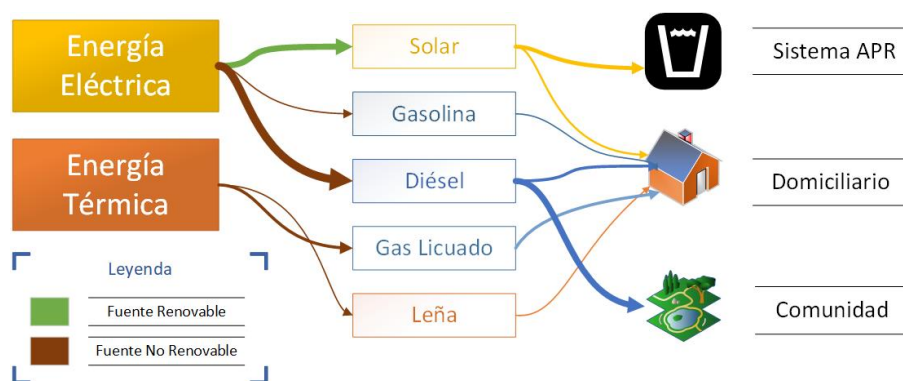 Energía
Eléctrica
Solar
Sistema APR
Gasolina
Energía
Térmica
Diésel
Domiciliario
Gas Licuado
Leyenda
Fuente Renovable
Leña
Comunidad
Fuente No Renovable